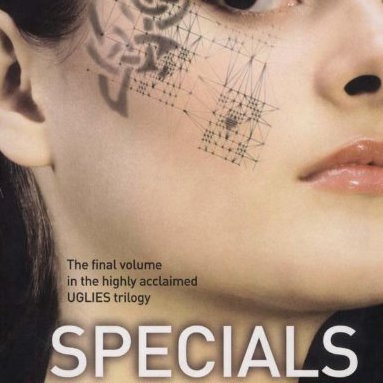 The final volume
in the highly acclaimed
UGLIES trilogy
SPECIALS